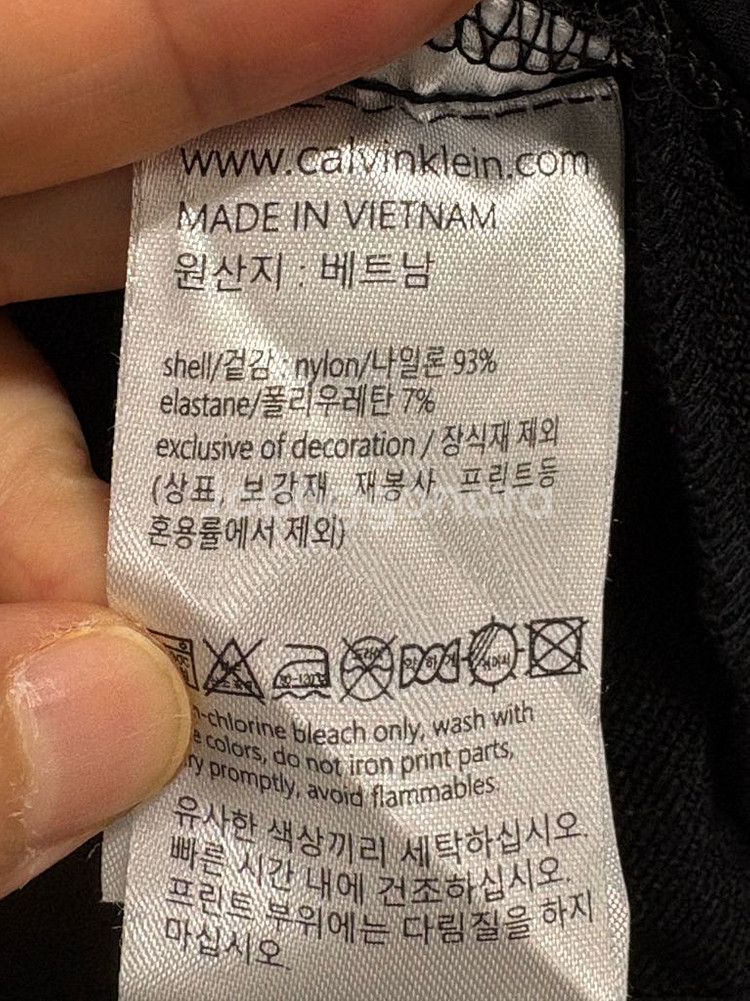 www.calvinklein.com
MADE IN VIETNAM
원산지 : 베트남
shell/겉감 : nylon/나일론 93%
elastane/폴리우레탄 7%
exclusive of decoration / 장식재 제외
(상표, 보강재, 재봉사, 프린트등
혼용률에서 제외)
약하게
-chlorine bleach only, wash with
colors, do not iron print parts,
promptly, avoid flammables.
유사한 색상끼리 세탁하십시오.
빠른 시간 내에 건조하십시오.
프린트 부위에는 다림질을 하지
마십시오.